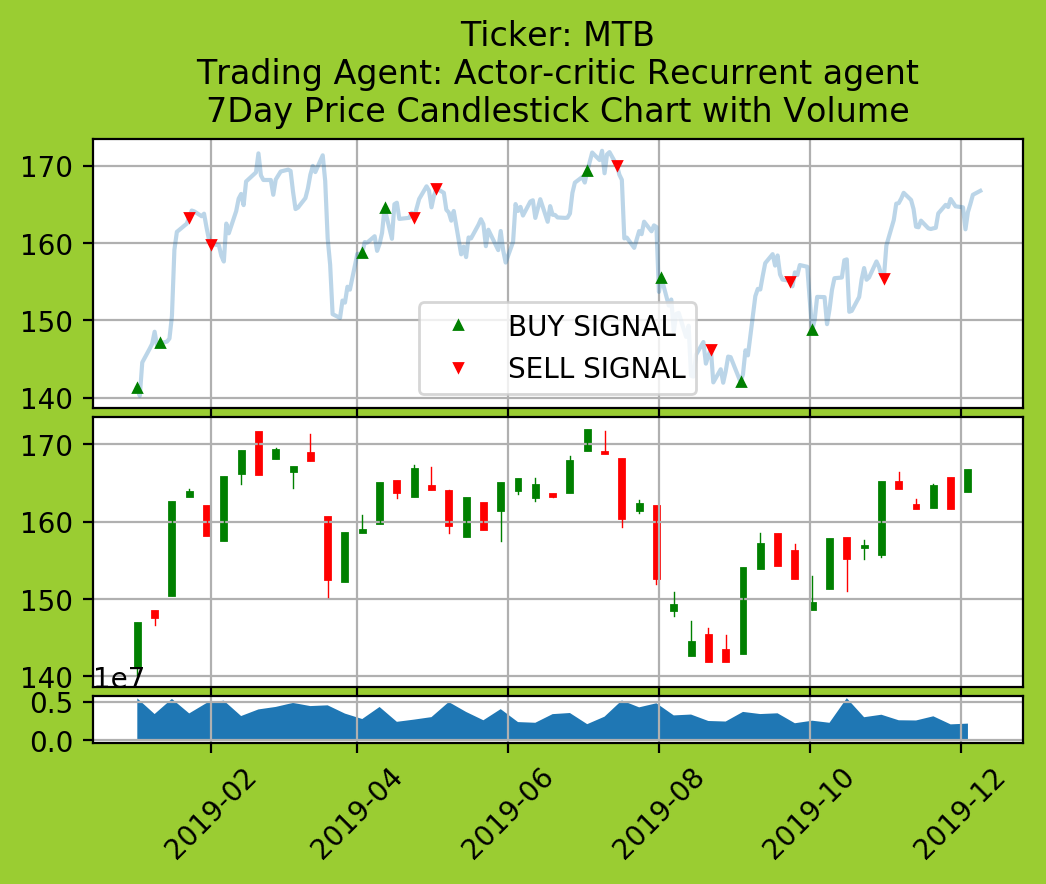 Ticker: MTB
Trading Agent: Actor-critic Recurrent agent
7Day Price Candlestick Chart with Volume
170
160
150
140
BUY SIGNAL
SELL SIGNAL
170
160
150
140
1e7
0.5
0.0
2019-02
2019-04
2019-06
2019-08
2019-10
2019-12